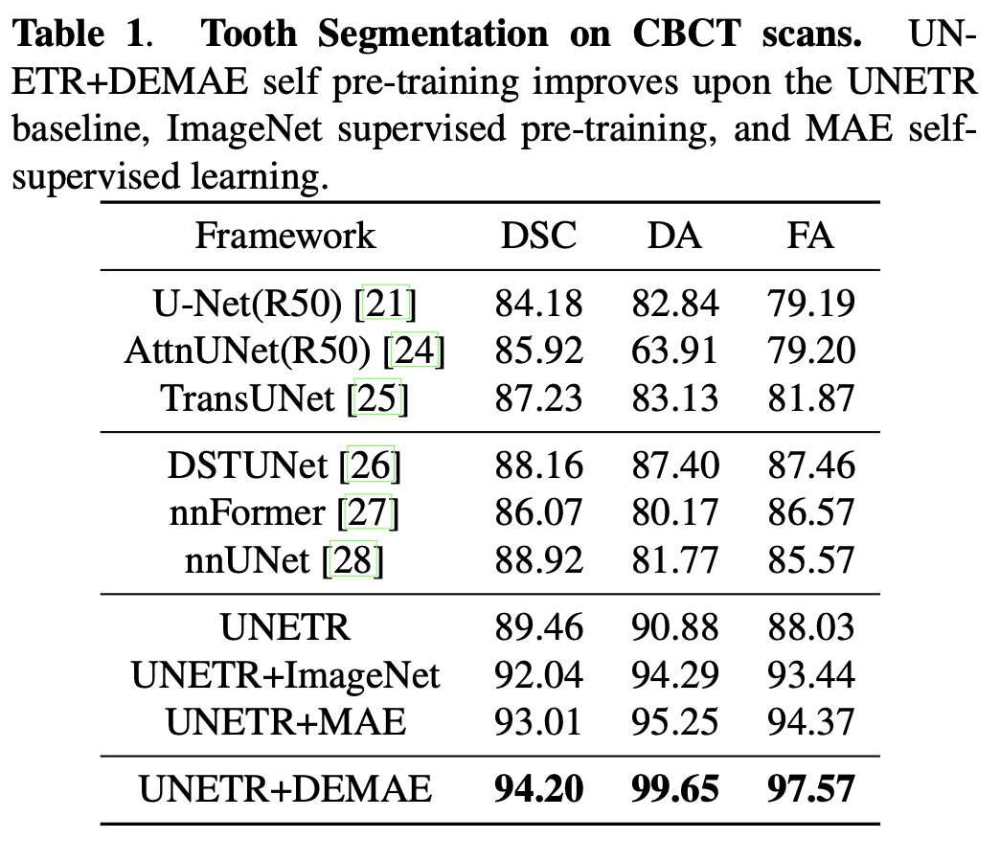 Table 1. Tooth Segmentation on CBCT scans. UN-
ETR+DEMAE self pre-training improves upon the UNETR
baseline, ImageNet supervised pre-training, and MAE self-
supervised learning.
Framework DSC DA FA
U-Net(R50) [21] 84.18 82.84 79.19
AttnUNet(R50) [24] 85.92 63.91 79.20
TransUNet [25] 87.23 83.13 81.87
DSTUNet [26] 88.16 87.40 87.46
nnFormer [27] 86.07 80.17 86.57
nnUNet [28] 88.92 81.77 85.57
UNETR 89.46 90.88 88.03
UNETR+ImageNet 92.04 94.29 93.44
UNETR+MAE 93.01 95.25 94.37
UNETR+DEMAE 94.20 99.65 97.57